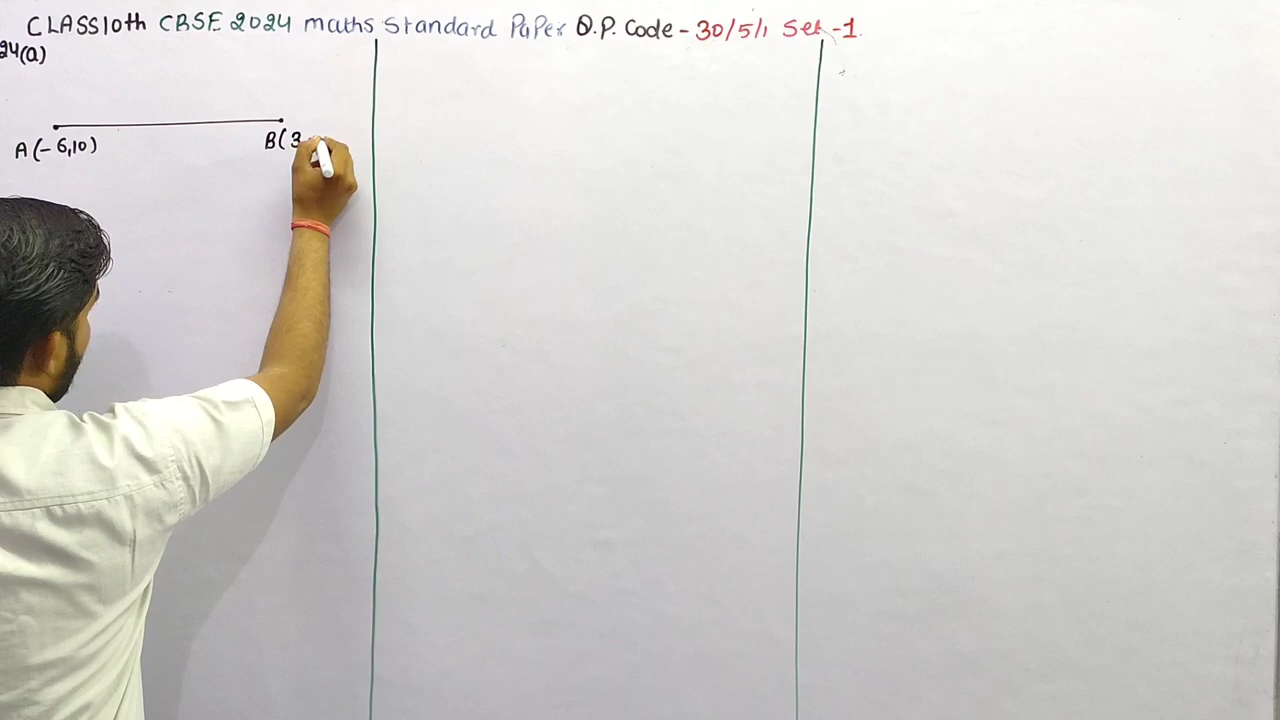 CLASS10th CBSE 2024 maths Standard PaPer Q.P. Code - 30/5/1 Set -1
24(a)
A(-6,10) B(3